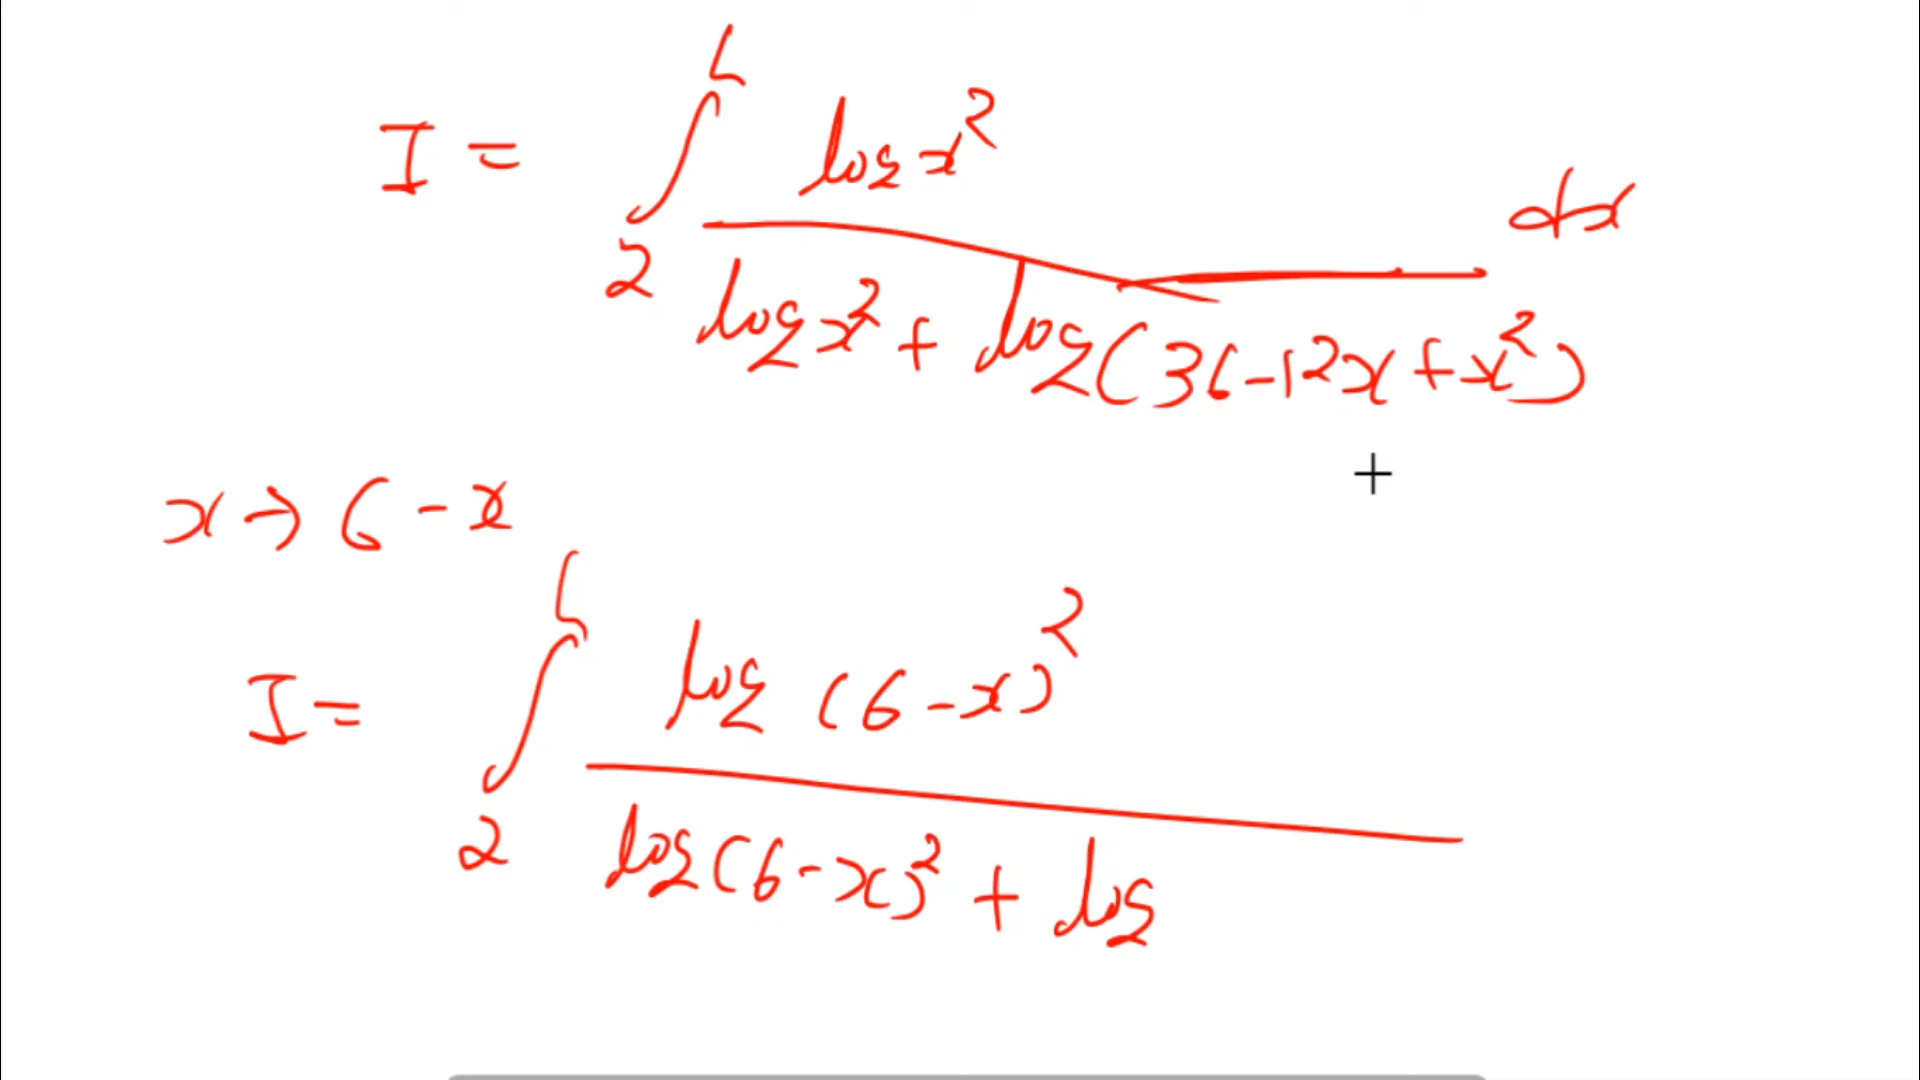 I = ∫₂⁴ log x² / (log x² + log(36-12x+x²)) dx
x → 6 - x
I = ∫₂⁴ log (6-x)² / (log(6-x)² + log